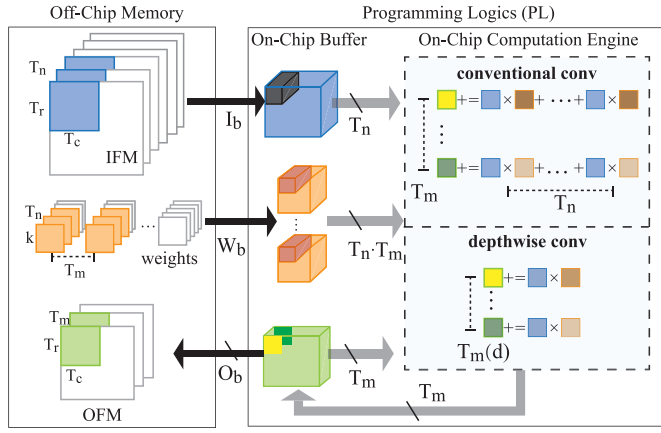 Off-Chip Memory
Programming Logics (PL)
On-Chip Buffer
On-Chip Computation Engine
Tn
Tr
Tc
IFM
Ib
Tn
conventional conv
+= × + ... + ×
Tm
+= × + ... + ×
Tn
Tn
k
Tm
...
weights
Wb
Tn·Tm
depthwise conv
+= ×
+= ×
Tm(d)
Tm
Tr
Tc
OFM
Ob
Tm
Tm